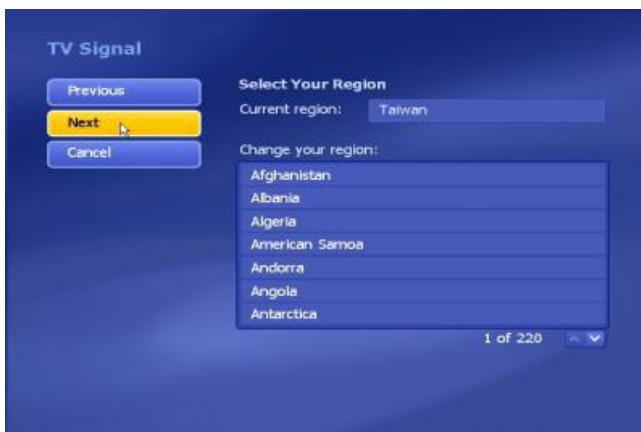 TV Signal
Previous
Next
Cancel
Select Your Region
Current region: Taiwan
Change your region:
Afghanistan
Albania
Algeria
American Samoa
Andorra
Angola
Antarctica
1 of 220